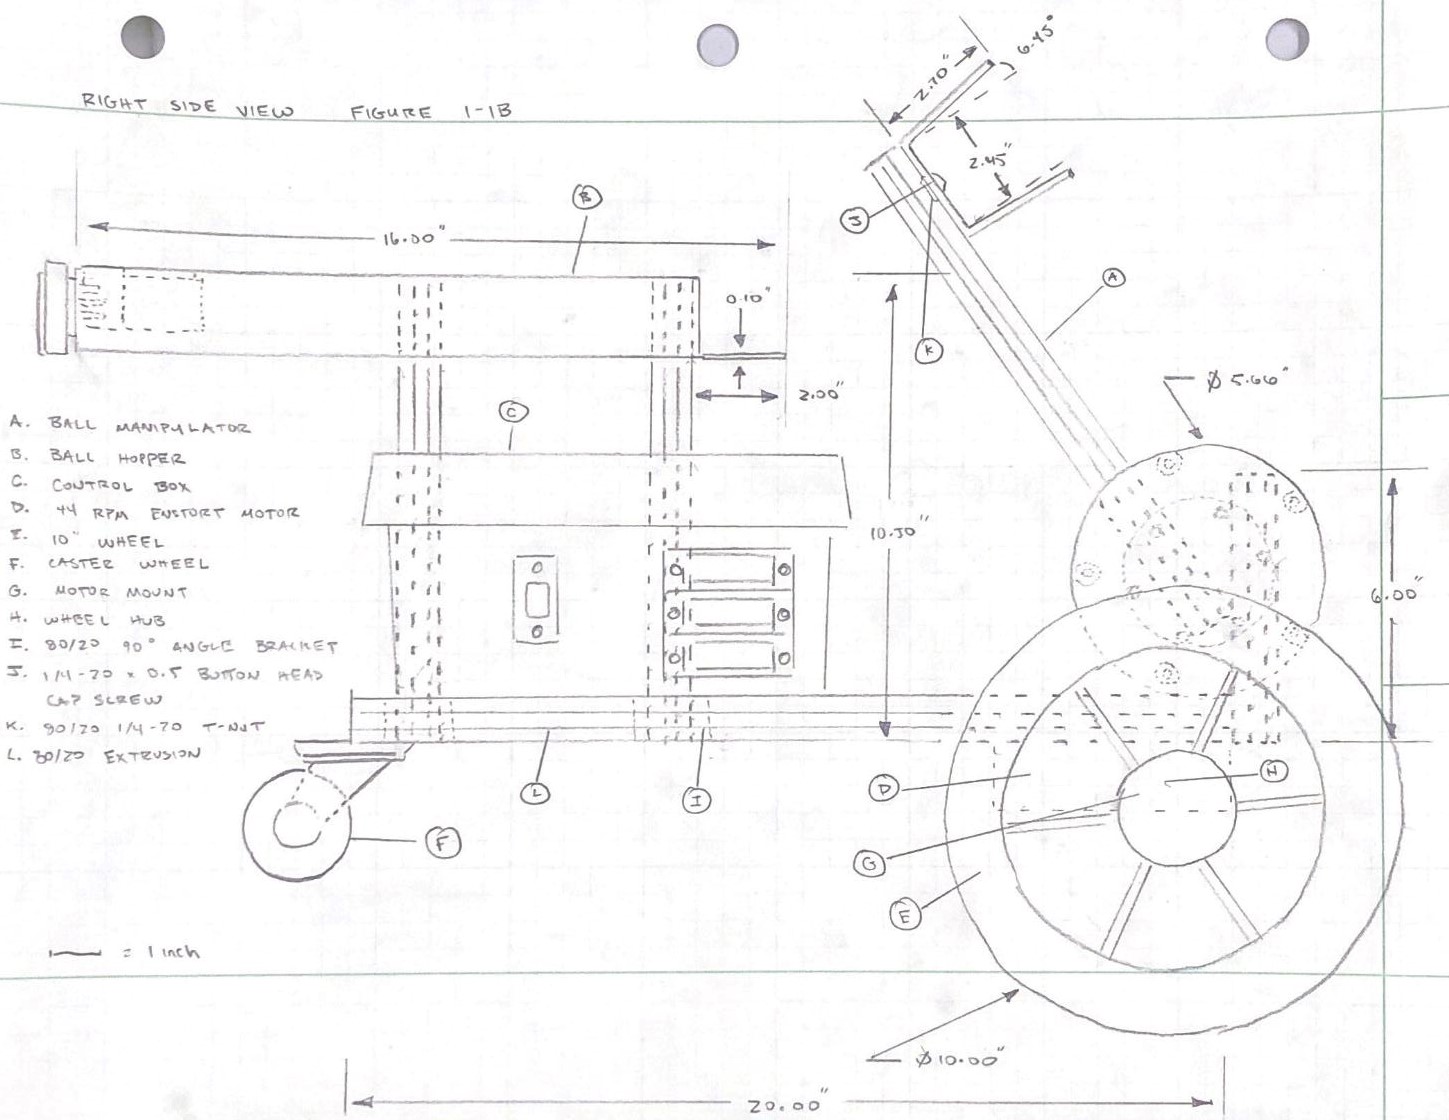 RIGHT SIDE VIEW FIGURE 1-1B
6.45°
2.70"
2.45"
B
16.00"
J
A
0.10"
K
Ø 5.66"
2.00"
C
A. BALL MANIPULATOR
B. BALL HOPPER
C. CONTROL BOX
D. 44 RPM ENSTORT MOTOR
E. 10" WHEEL
F. CASTER WHEEL
G. MOTOR MOUNT
H. WHEEL HUB
I. 80/20 90° ANGLE BRACKET
J. 1/4-20 x 0.5 BUTTON HEAD
CAP SCREW
K. 80/20 1/4-20 T-NUT
L. 80/20 EXTRUSION
10.50"
6.00"
H
D
L
I
F
G
E
= 1 inch
Ø10.00"
20.00"